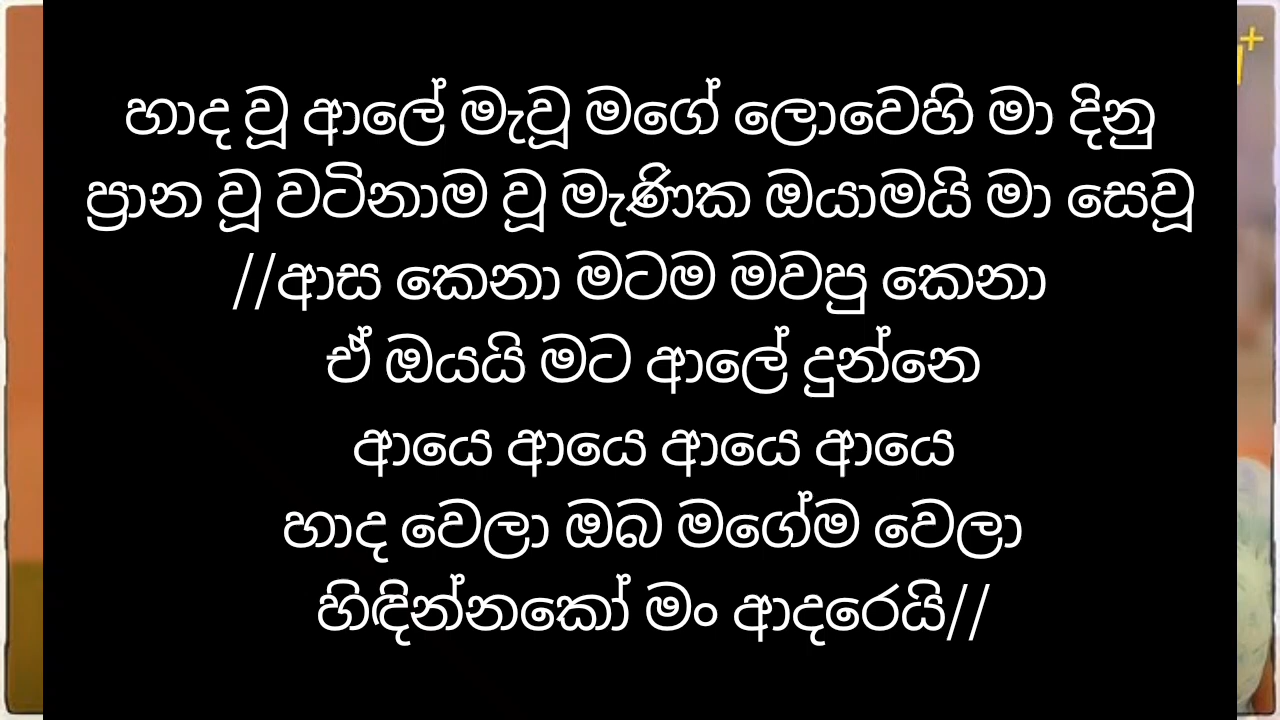 හාද වූ ආලේ මැවූ මගේ ලොවෙහි මා දිනූ
ප්‍රාන වූ වටිනාම වූ මැණික ඔයාමයි මා සෙවූ
//ආස කෙනා මටම මවපු කෙනා
ඒ ඔයයි මට ආලේ දුන්නෙ
ආයෙ ආයෙ ආයෙ ආයෙ
හාද වෙලා ඔබ මගේම වෙලා
හිඳින්නකෝ මං ආදරෙයි//